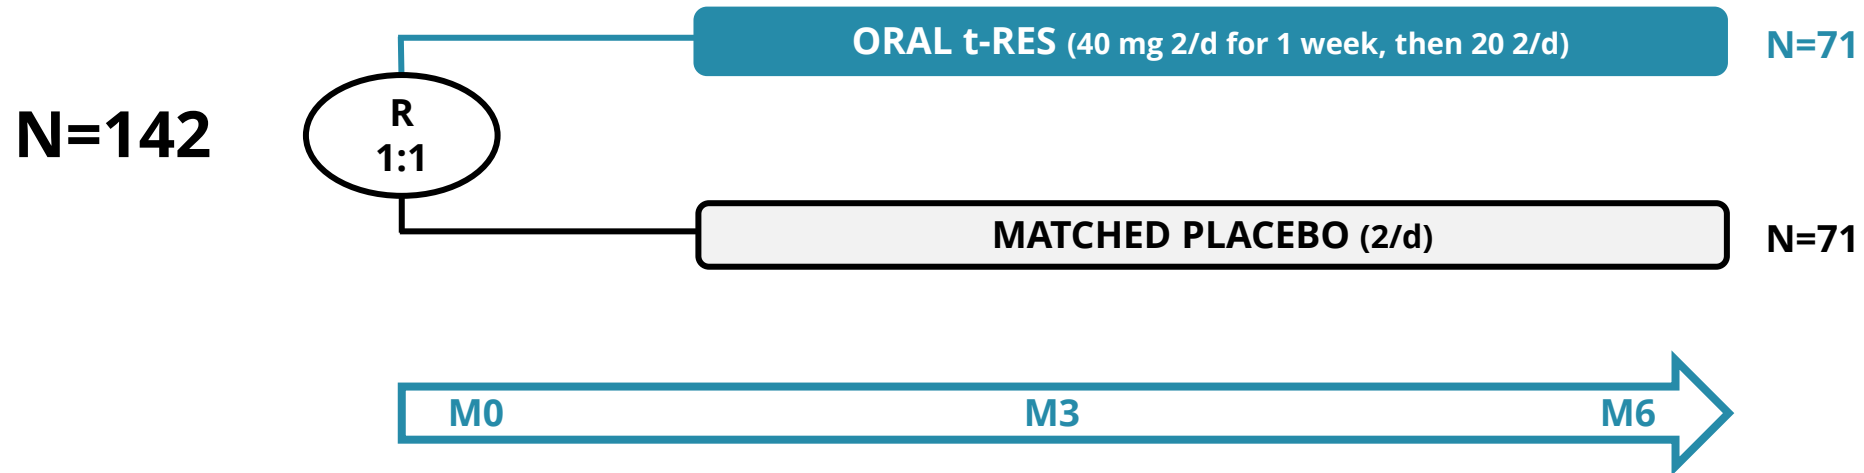 ORAL t-RES (40 mg 2/d for 1 week, then 20 2/d)
N=71
N=142
R
1:1
MATCHED PLACEBO (2/d)
N=71
M0 M3 M6